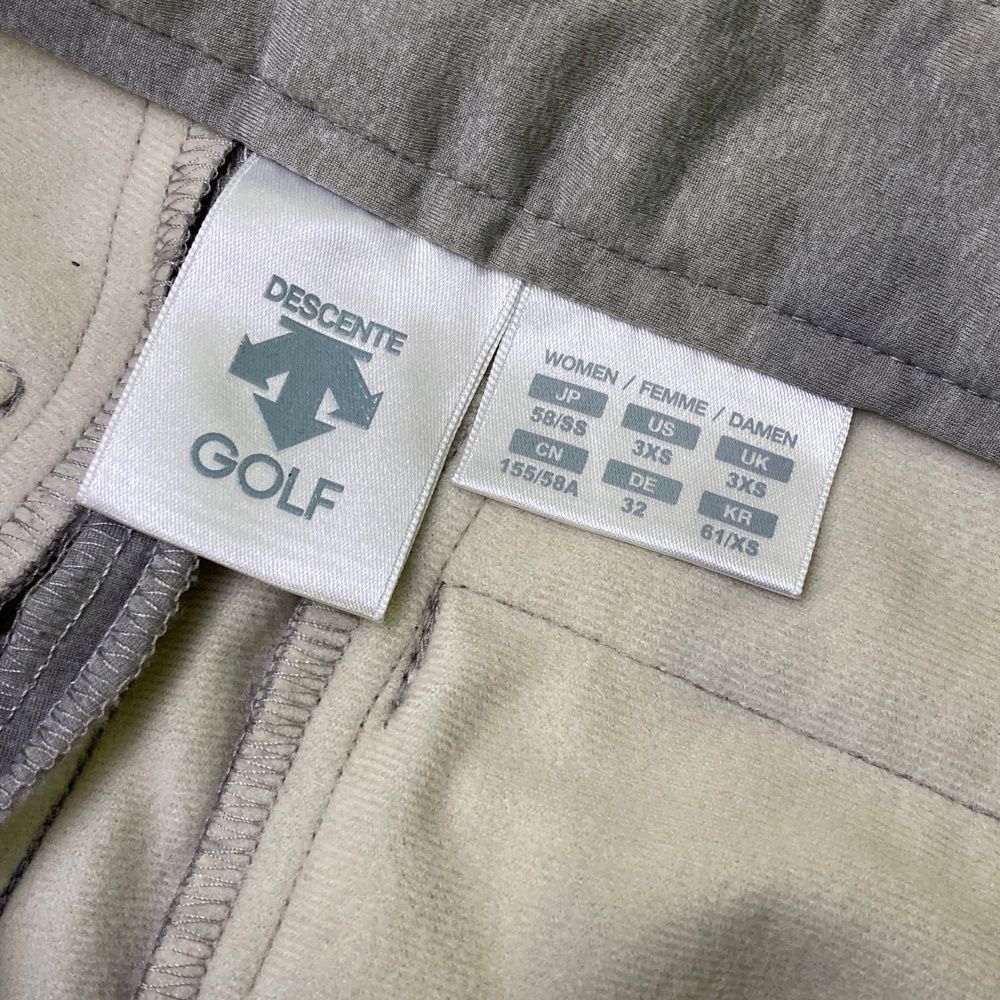 DESCENTE
GOLF
WOMEN / FEMME / DAMEN
JP US UK
58/SS 3XS 3XS
CN DE KR
155/58A 32 61/XS